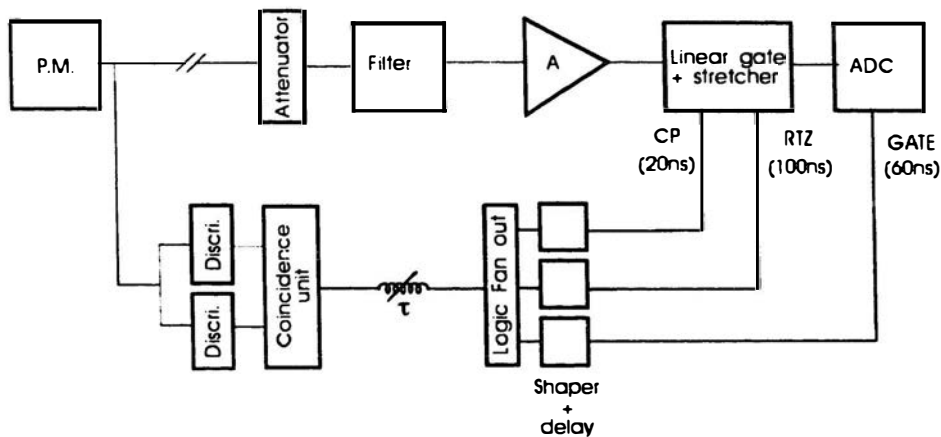 P.M.
Attenuator
Filter
A
Linear gate
+ stretcher
ADC
CP
(20ns)
RTZ
(100ns)
GATE
(60ns)
Discri.
Discri.
Coincidence
unit
τ
Logic Fan out
Shaper
+
delay